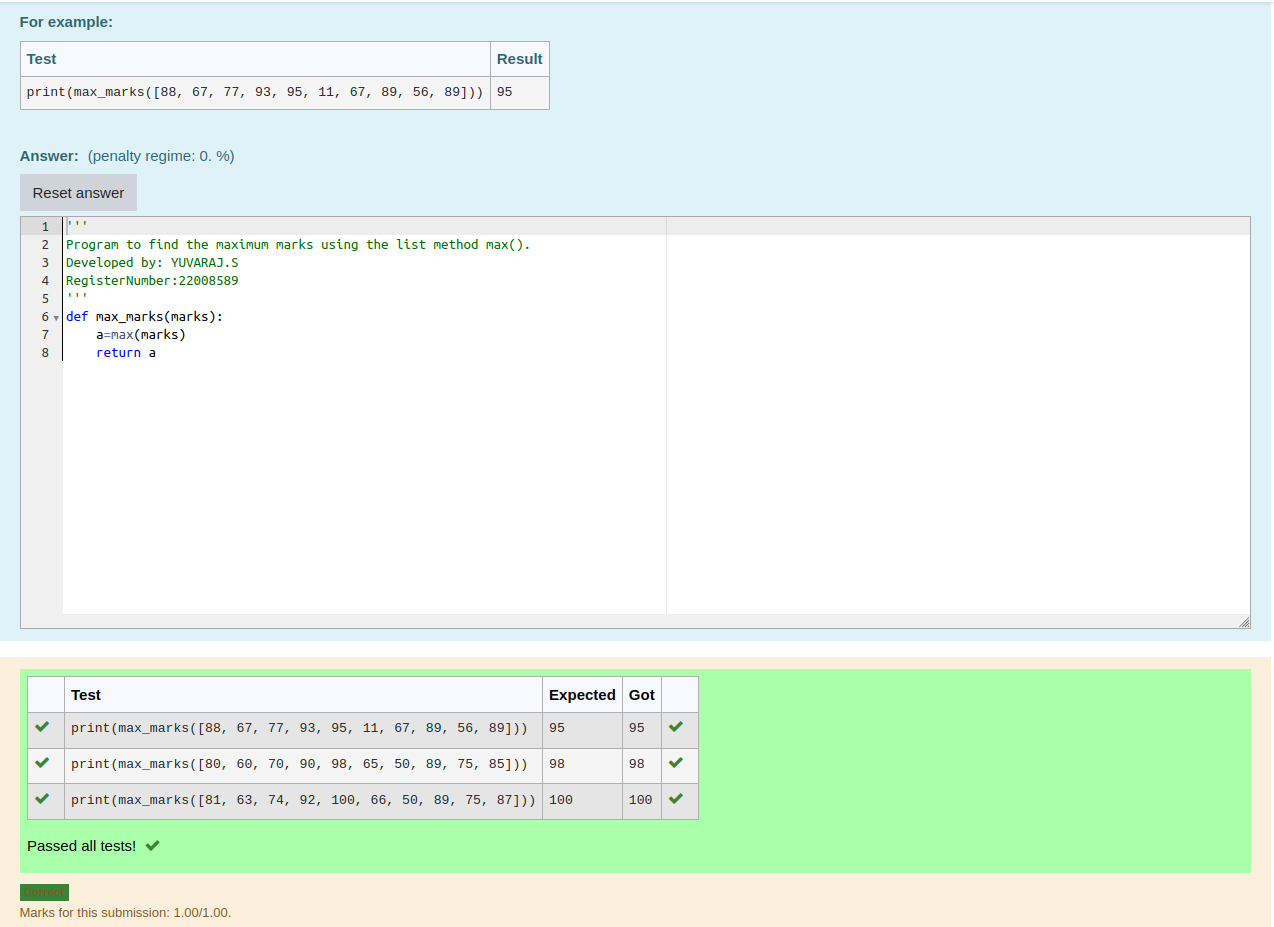 For example:
Test Result
print(max_marks([88, 67, 77, 93, 95, 11, 67, 89, 56, 89])) 95
Answer: (penalty regime: 0. %)
Reset answer
1 '''
2 Program to find the maximum marks using the list method max().
3 Developed by: YUVARAJ.S
4 RegisterNumber:22008589
5 '''
6 def max_marks(marks):
7 a=max(marks)
8 return a
Test Expected Got
print(max_marks([88, 67, 77, 93, 95, 11, 67, 89, 56, 89])) 95 95
print(max_marks([80, 60, 70, 90, 98, 65, 50, 89, 75, 85])) 98 98
print(max_marks([81, 63, 74, 92, 100, 66, 50, 89, 75, 87])) 100 100
Passed all tests!
Correct
Marks for this submission: 1.00/1.00.